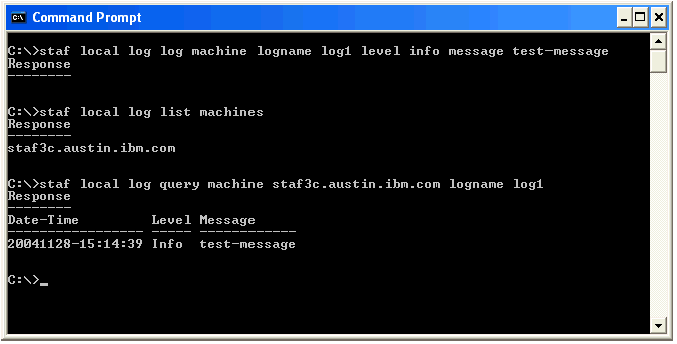 Command Prompt
C:\>staf local log log machine logname log1 level info message test-message
Response
--------
C:\>staf local log list machines
Response
--------
staf3c.austin.ibm.com
C:\>staf local log query machine staf3c.austin.ibm.com logname log1
Response
--------
Date-Time         Level Message
----------------- ----- ------------
20041128-15:14:39 Info  test-message
C:\>_